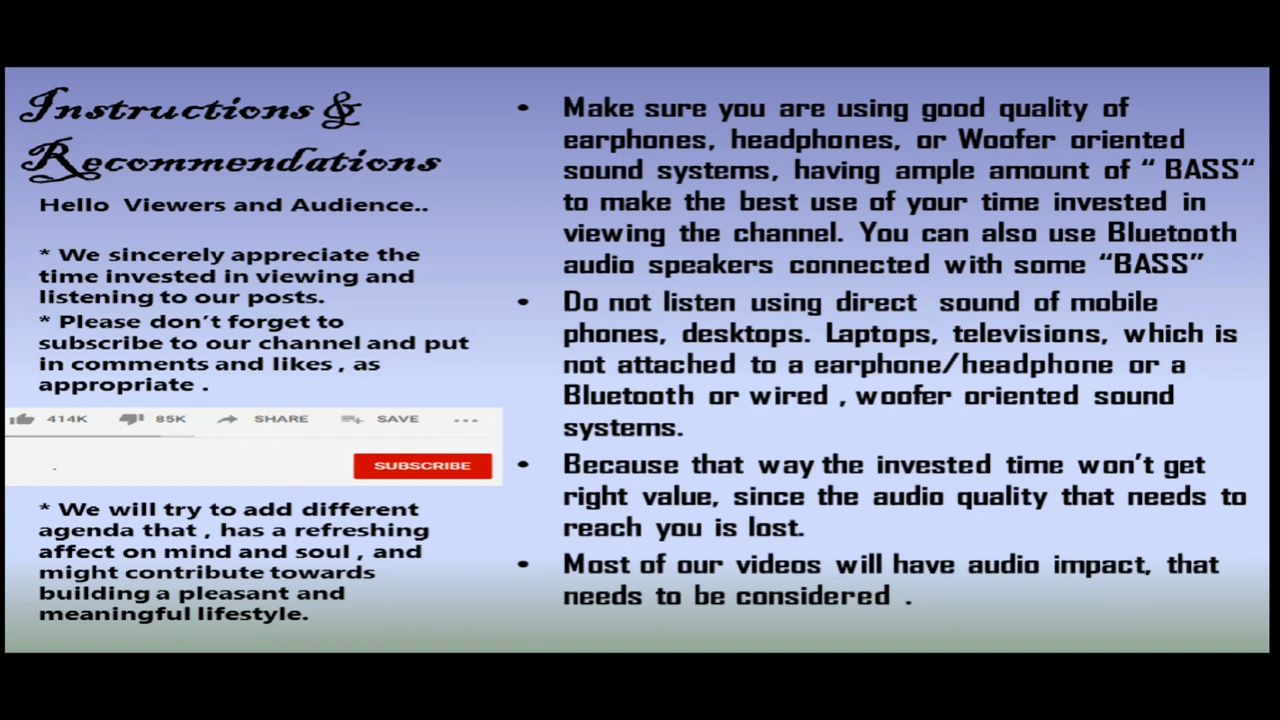 Instructions &
Recommendations
Hello Viewers and Audience..
* We sincerely appreciate the
time invested in viewing and
listening to our posts.
* Please don't forget to
subscribe to our channel and put
in comments and likes , as
appropriate .
414K 85K SHARE SAVE ...
SUBSCRIBE
* We will try to add different
agenda that , has a refreshing
affect on mind and soul , and
might contribute towards
building a pleasant and
meaningful lifestyle.
• Make sure you are using good quality of
earphones, headphones, or Woofer oriented
sound systems, having ample amount of “ BASS“
to make the best use of your time invested in
viewing the channel. You can also use Bluetooth
audio speakers connected with some “BASS”
• Do not listen using direct sound of mobile
phones, desktops. Laptops, televisions, which is
not attached to a earphone/headphone or a
Bluetooth or wired , woofer oriented sound
systems.
• Because that way the invested time won't get
right value, since the audio quality that needs to
reach you is lost.
• Most of our videos will have audio impact, that
needs to be considered .